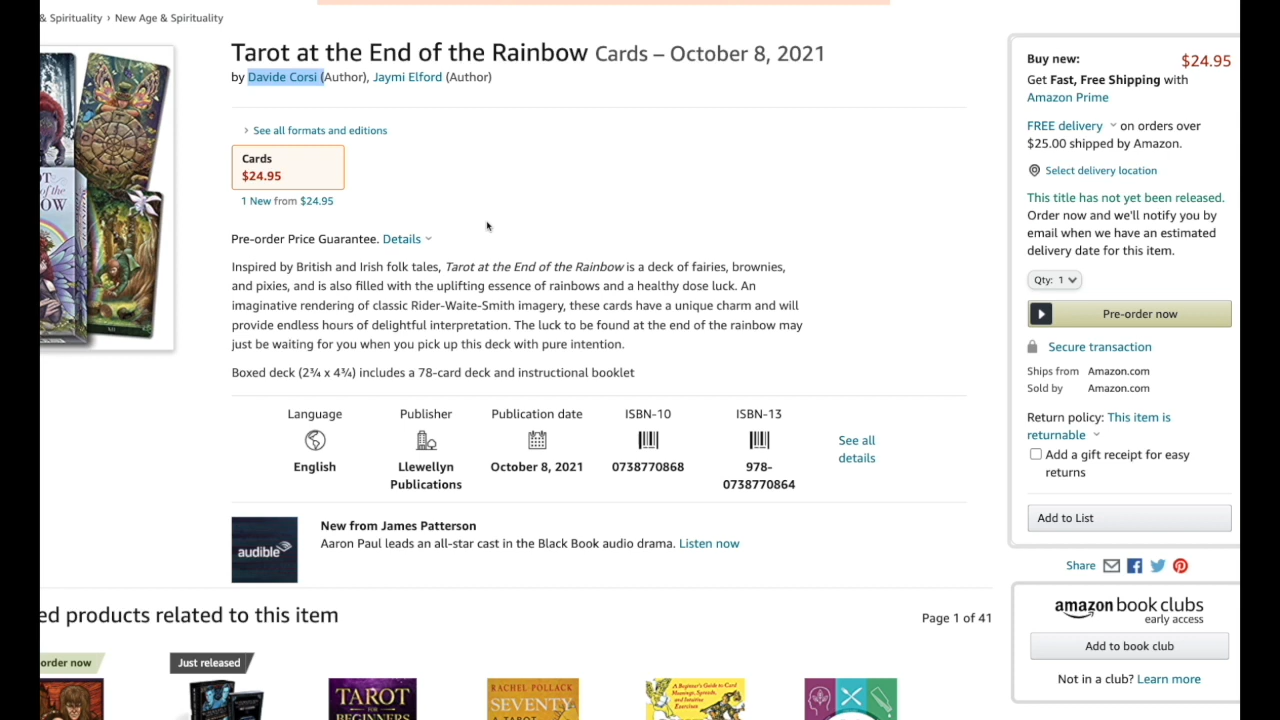 & Spirituality › New Age & Spirituality
Tarot at the End of the Rainbow Cards – October 8, 2021
by Davide Corsi (Author), Jaymi Elford (Author)
› See all formats and editions
Cards
$24.95
1 New from $24.95
Pre-order Price Guarantee. Details
Inspired by British and Irish folk tales, Tarot at the End of the Rainbow is a deck of fairies, brownies,
and pixies, and is also filled with the uplifting essence of rainbows and a healthy dose luck. An
imaginative rendering of classic Rider-Waite-Smith imagery, these cards have a unique charm and will
provide endless hours of delightful interpretation. The luck to be found at the end of the rainbow may
just be waiting for you when you pick up this deck with pure intention.
Boxed deck (2¾ x 4¾) includes a 78-card deck and instructional booklet
Language
English
Publisher
Llewellyn
Publications
Publication date
October 8, 2021
ISBN-10
0738770868
ISBN-13
978-
0738770864
See all
details
audible
New from James Patterson
Aaron Paul leads an all-star cast in the Black Book audio drama. Listen now
Buy new:
$24.95
Get Fast, Free Shipping with
Amazon Prime
FREE delivery on orders over
$25.00 shipped by Amazon.
Select delivery location
This title has not yet been released.
Order now and we'll notify you by
email when we have an estimated
delivery date for this item.
Qty: 1
Pre-order now
Secure transaction
Ships from Amazon.com
Sold by Amazon.com
Return policy: This item is
returnable
Add a gift receipt for easy
returns
Add to List
Share
amazon book clubs
early access
Add to book club
Not in a club? Learn more
ed products related to this item
Page 1 of 41
order now
Just released
TAROT
FOR
BEGINNERS
RACHEL POLLACK
SEVENTY
A TAROT
A Beginner's Guide to Card
Meanings, Spreads,
and Intuitive
Exercises